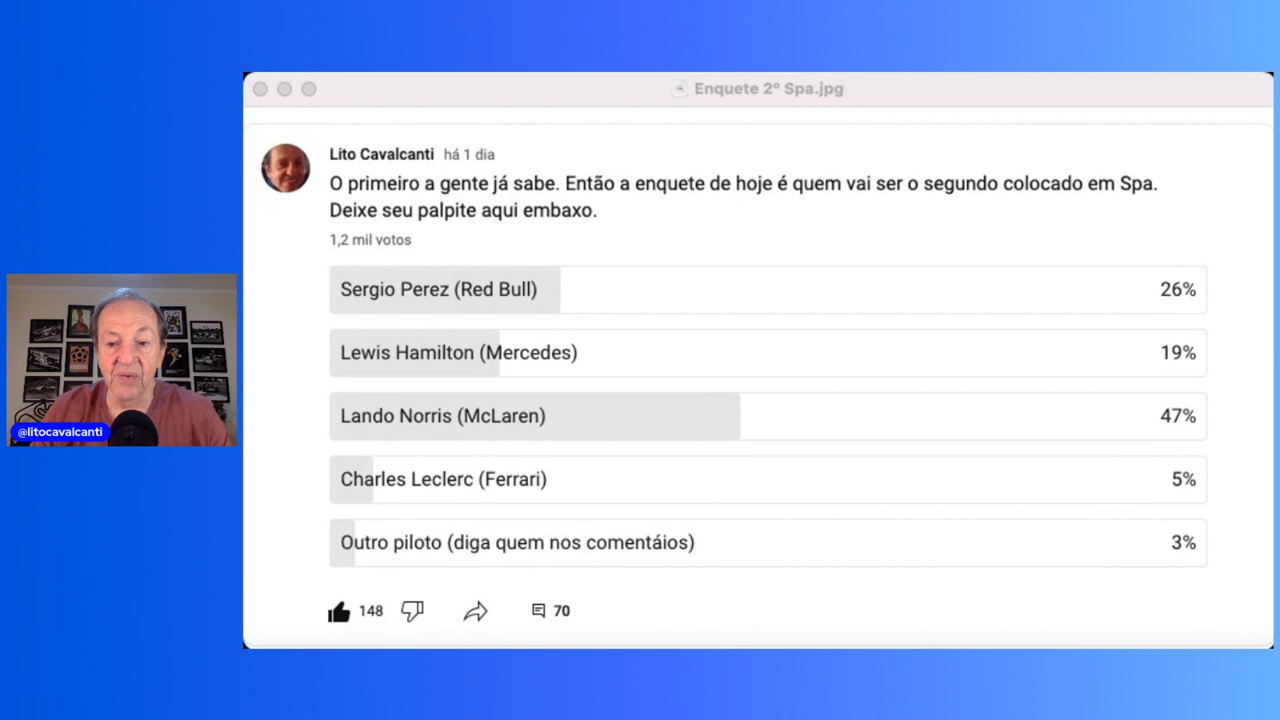 Enquete 2º Spa.jpg
Lito Cavalcanti há 1 dia
O primeiro a gente já sabe. Então a enquete de hoje é quem vai ser o segundo colocado em Spa.
Deixe seu palpite aqui embaxo.
1,2 mil votos
Sergio Perez (Red Bull) 26%
Lewis Hamilton (Mercedes) 19%
Lando Norris (McLaren) 47%
Charles Leclerc (Ferrari) 5%
Outro piloto (diga quem nos comentáios) 3%
148 70
@litocavalcanti